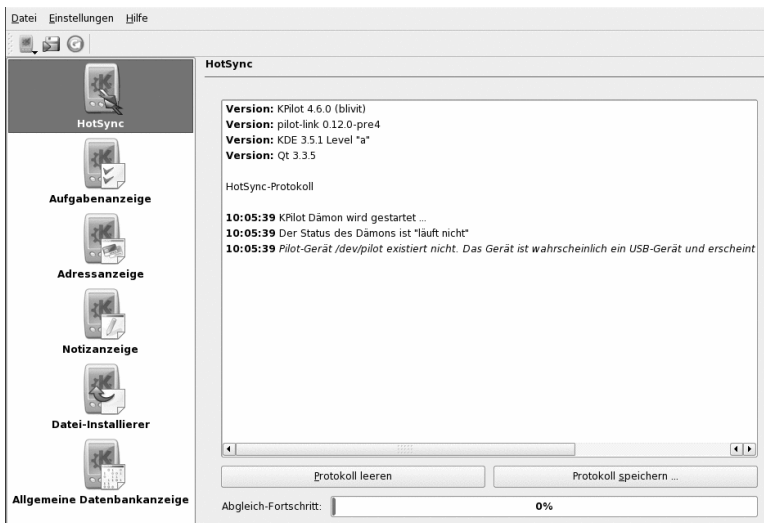 Datei Einstellungen Hilfe
HotSync
HotSync
Aufgabenanzeige
Adressanzeige
Notizanzeige
Datei-Installierer
Allgemeine Datenbankanzeige
Version: KPilot 4.6.0 (blivit)
Version: pilot-link 0.12.0-pre4
Version: KDE 3.5.1 Level "a"
Version: Qt 3.3.5
HotSync-Protokoll
10:05:39 KPilot Dämon wird gestartet ...
10:05:39 Der Status des Dämons ist "läuft nicht"
10:05:39 Pilot-Gerät /dev/pilot existiert nicht. Das Gerät ist wahrscheinlich ein USB-Gerät und erscheint
Protokoll leeren
Protokoll speichern ...
Abgleich-Fortschritt: 0%